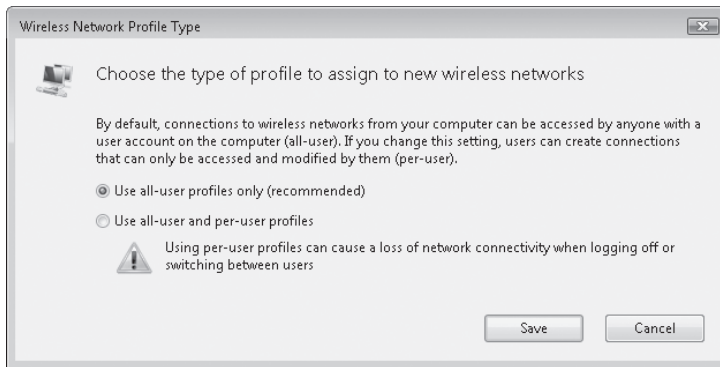 Wireless Network Profile Type
Choose the type of profile to assign to new wireless networks
By default, connections to wireless networks from your computer can be accessed by anyone with a
user account on the computer (all-user). If you change this setting, users can create connections
that can only be accessed and modified by them (per-user).
Use all-user profiles only (recommended)
Use all-user and per-user profiles
Using per-user profiles can cause a loss of network connectivity when logging off or
switching between users
Save
Cancel